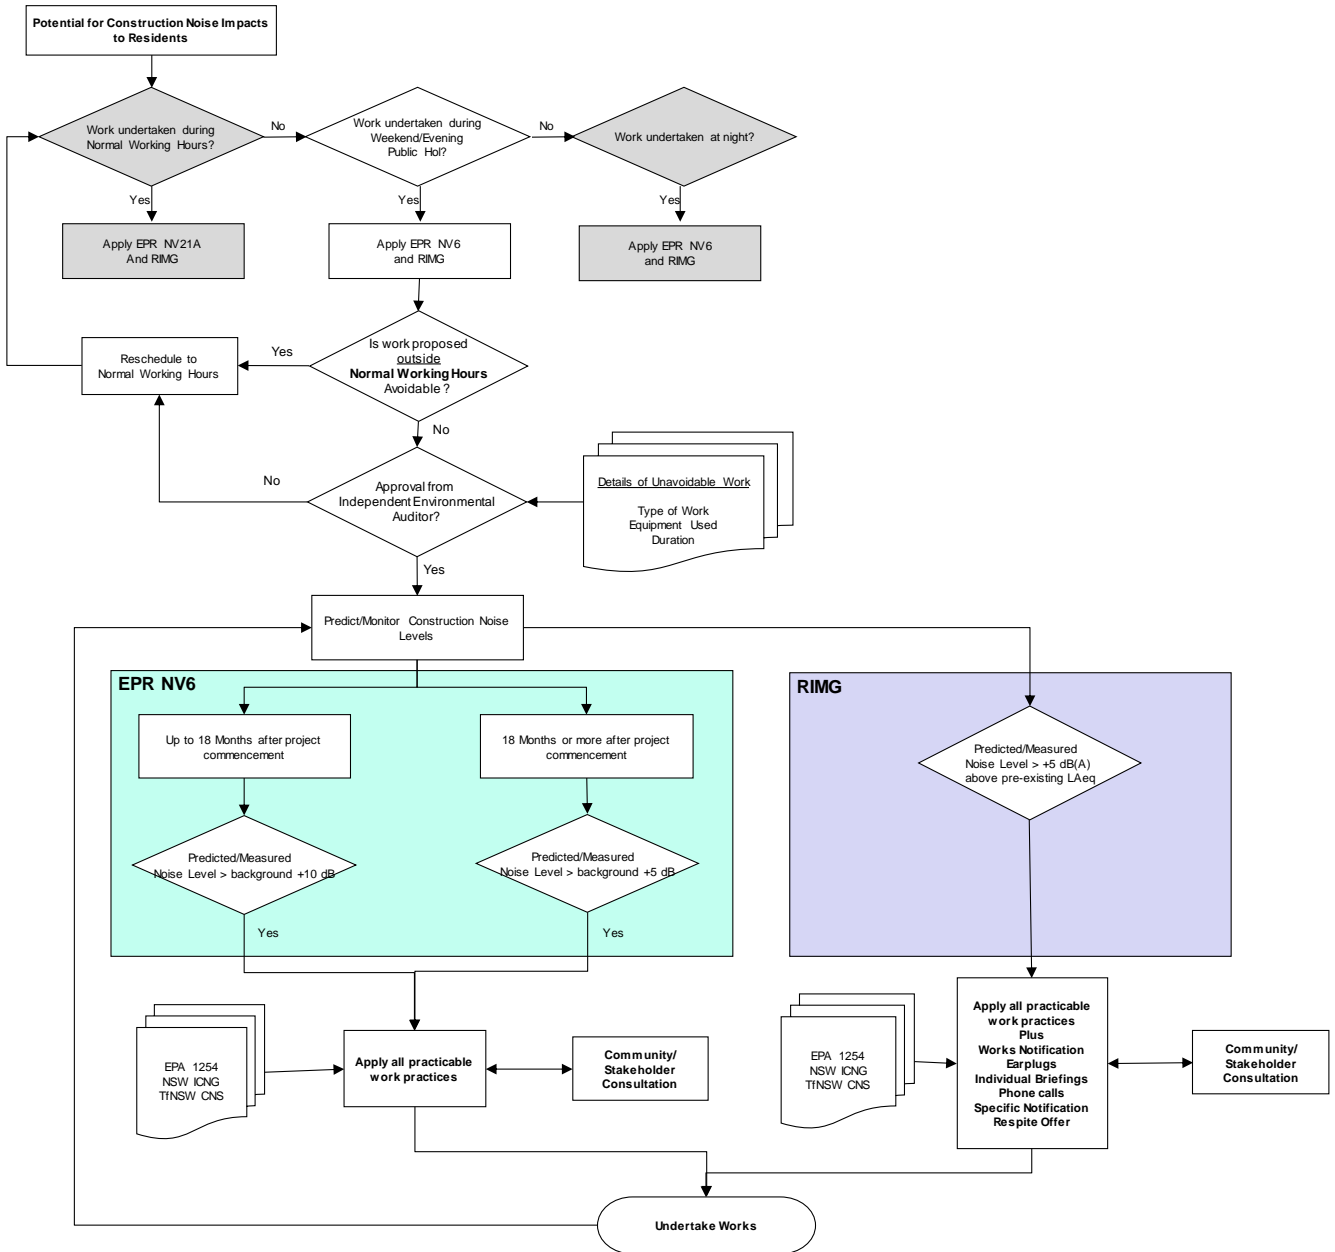 Potential for Construction Noise Impacts
to Residents
Work undertaken during
Normal Working Hours?
No
Work undertaken during
Weekend/Evening
Public Hol?
No
Work undertaken at night?
Yes
Yes
Yes
Apply EPR NV21A
And RIMG
Apply EPR NV6
and RIMG
Apply EPR NV6
and RIMG
Is work proposed
outside
Normal Working Hours
Avoidable ?
Yes
Reschedule to
Normal Working Hours
No
No
Approval from
Independent Environmental
Auditor?
Details of Unavoidable Work
Type of Work
Equipment Used
Duration
Yes
Predict/Monitor Construction Noise
Levels
EPR NV6
Up to 18 Months after project
commencement
18 Months or more after project
commencement
Predicted/Measured
Noise Level > background +10 dB
Predicted/Measured
Noise Level > background +5 dB
Yes
Yes
RIMG
Predicted/Measured
Noise Level > +5 dB(A)
above pre-existing LAeq
EPA 1254
NSW ICNG
TfNSW CNS
Apply all practicable
work practices
Community/
Stakeholder
Consultation
EPA 1254
NSW ICNG
TfNSW CNS
Apply all practicable
work practices
Plus
Works Notification
Earplugs
Individual Briefings
Phone calls
Specific Notification
Respite Offer
Community/
Stakeholder
Consultation
Undertake Works